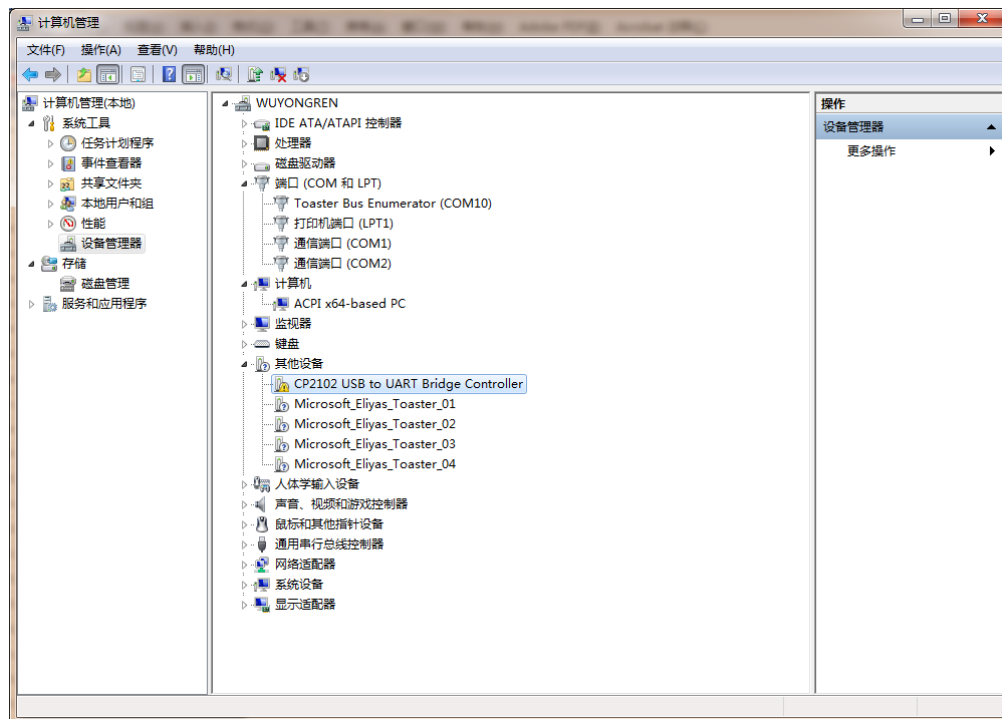 计算机管理
文件(F) 操作(A) 查看(V) 帮助(H)
计算机管理(本地)
系统工具
任务计划程序
事件查看器
共享文件夹
本地用户和组
性能
设备管理器
存储
磁盘管理
服务和应用程序
WUYONGREN
IDE ATA/ATAPI 控制器
处理器
磁盘驱动器
端口 (COM 和 LPT)
Toaster Bus Enumerator (COM10)
打印机端口 (LPT1)
通信端口 (COM1)
通信端口 (COM2)
计算机
ACPI x64-based PC
监视器
键盘
其他设备
CP2102 USB to UART Bridge Controller
Microsoft_Eliyas_Toaster_01
Microsoft_Eliyas_Toaster_02
Microsoft_Eliyas_Toaster_03
Microsoft_Eliyas_Toaster_04
人体学输入设备
声音、视频和游戏控制器
鼠标和其他指针设备
通用串行总线控制器
网络适配器
系统设备
显示适配器
操作
设备管理器
更多操作